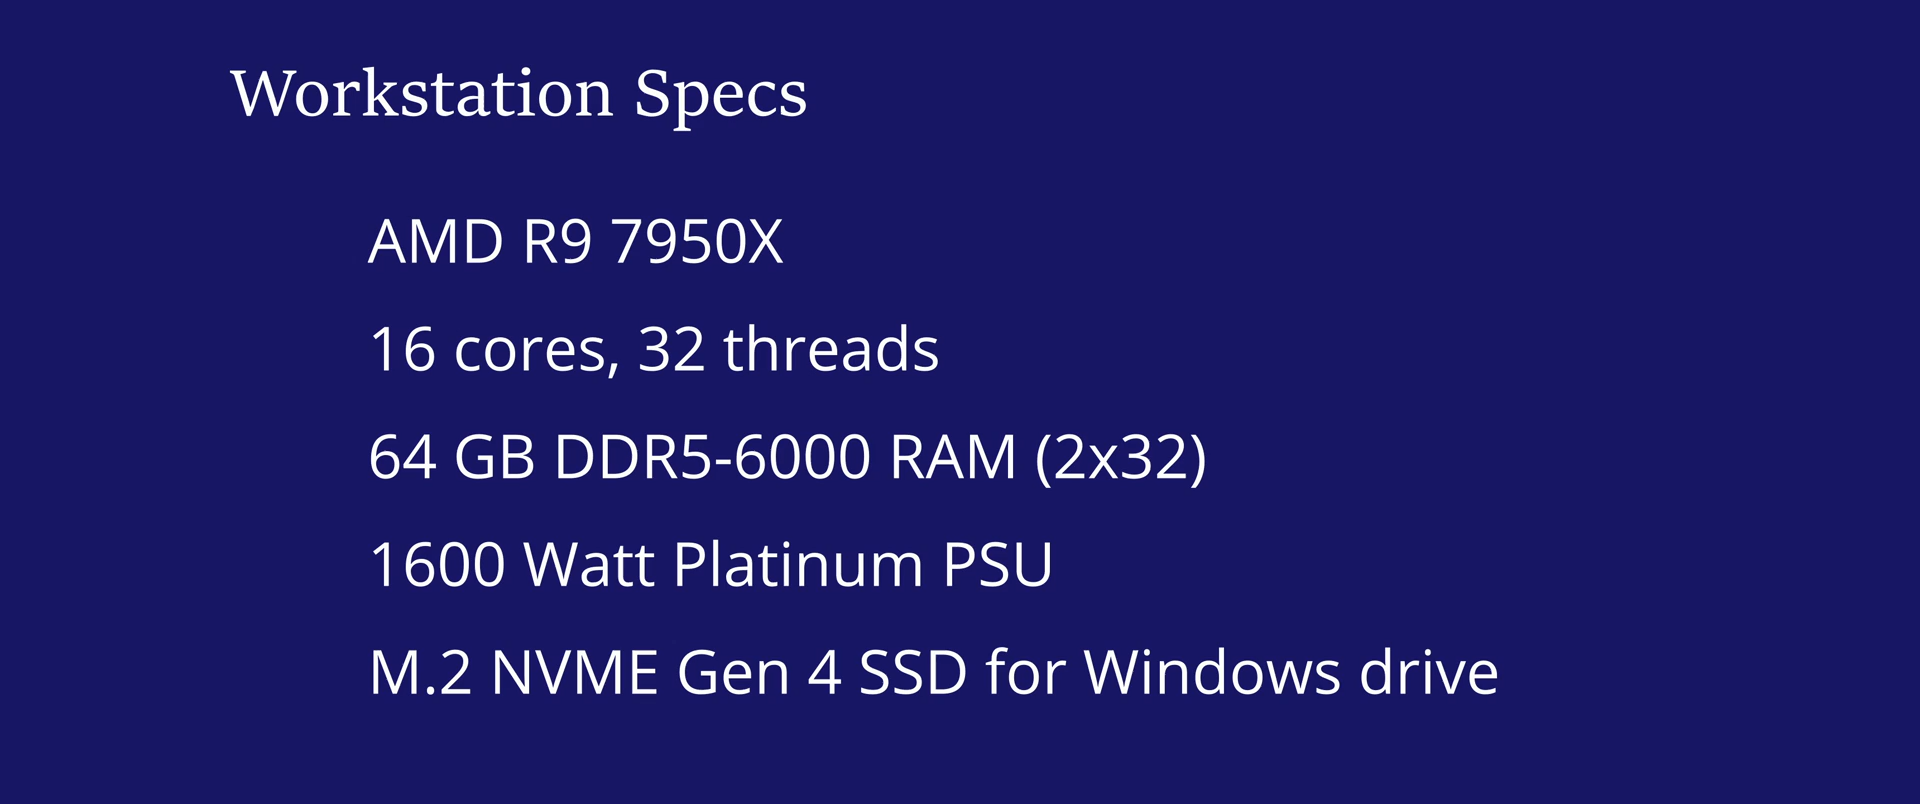 Workstation Specs
AMD R9 7950X
16 cores, 32 threads
64 GB DDR5-6000 RAM (2x32)
1600 Watt Platinum PSU
M.2 NVME Gen 4 SSD for Windows drive